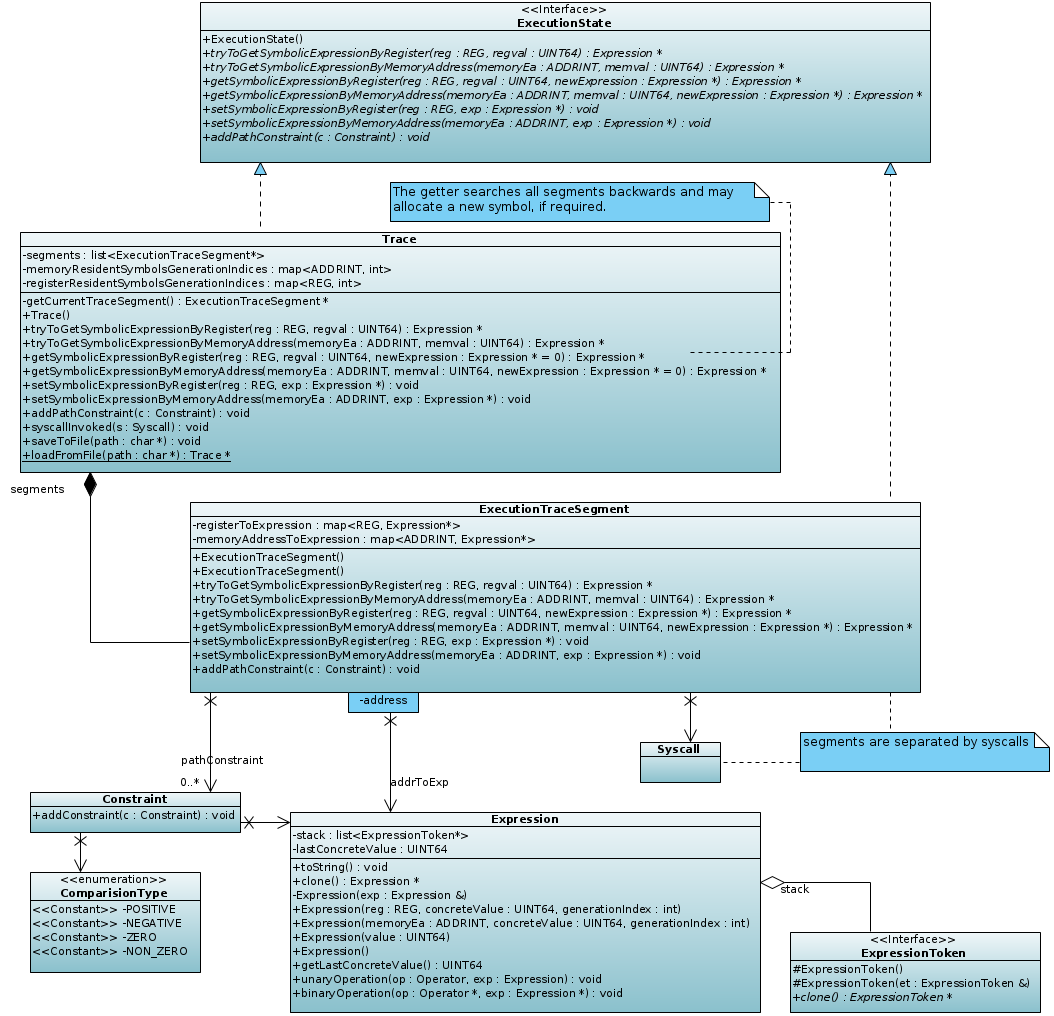 <<Interface>>
ExecutionState
+ExecutionState()
+tryToGetSymbolicExpressionByRegister(reg : REG, regval : UINT64) : Expression *
+tryToGetSymbolicExpressionByMemoryAddress(memoryEa : ADDRINT, memval : UINT64) : Expression *
+getSymbolicExpressionByRegister(reg : REG, regval : UINT64, newExpression : Expression *) : Expression *
+getSymbolicExpressionByMemoryAddress(memoryEa : ADDRINT, memval : UINT64, newExpression : Expression *) : Expression *
+setSymbolicExpressionByRegister(reg : REG, exp : Expression *) : void
+setSymbolicExpressionByMemoryAddress(memoryEa : ADDRINT, exp : Expression *) : void
+addPathConstraint(c : Constraint) : void
The getter searches all segments backwards and may
allocate a new symbol, if required.
Trace
-segments : list<ExecutionTraceSegment*>
-memoryResidentSymbolsGenerationIndices : map<ADDRINT, int>
-registerResidentSymbolsGenerationIndices : map<REG, int>
-getCurrentTraceSegment() : ExecutionTraceSegment *
+Trace()
+tryToGetSymbolicExpressionByRegister(reg : REG, regval : UINT64) : Expression *
+tryToGetSymbolicExpressionByMemoryAddress(memoryEa : ADDRINT, memval : UINT64) : Expression *
+getSymbolicExpressionByRegister(reg : REG, regval : UINT64, newExpression : Expression * = 0) : Expression *
+getSymbolicExpressionByMemoryAddress(memoryEa : ADDRINT, memval : UINT64, newExpression : Expression * = 0) : Expression *
+setSymbolicExpressionByRegister(reg : REG, exp : Expression *) : void
+setSymbolicExpressionByMemoryAddress(memoryEa : ADDRINT, exp : Expression *) : void
+addPathConstraint(c : Constraint) : void
+syscallInvoked(s : Syscall) : void
+saveToFile(path : char *) : void
+loadFromFile(path : char *) : Trace *
segments
ExecutionTraceSegment
-registerToExpression : map<REG, Expression*>
-memoryAddressToExpression : map<ADDRINT, Expression*>
+ExecutionTraceSegment()
+ExecutionTraceSegment()
+tryToGetSymbolicExpressionByRegister(reg : REG, regval : UINT64) : Expression *
+tryToGetSymbolicExpressionByMemoryAddress(memoryEa : ADDRINT, memval : UINT64) : Expression *
+getSymbolicExpressionByRegister(reg : REG, regval : UINT64, newExpression : Expression *) : Expression *
+getSymbolicExpressionByMemoryAddress(memoryEa : ADDRINT, memval : UINT64, newExpression : Expression *) : Expression *
+setSymbolicExpressionByRegister(reg : REG, exp : Expression *) : void
+setSymbolicExpressionByMemoryAddress(memoryEa : ADDRINT, exp : Expression *) : void
+addPathConstraint(c : Constraint) : void
-address
Syscall
segments are separated by syscalls
pathConstraint
0..*
addrToExp
Constraint
+addConstraint(c : Constraint) : void
<<enumeration>>
ComparisionType
<<Constant>> -POSITIVE
<<Constant>> -NEGATIVE
<<Constant>> -ZERO
<<Constant>> -NON_ZERO
Expression
-stack : list<ExpressionToken*>
-lastConcreteValue : UINT64
+toString() : void
+clone() : Expression *
-Expression(exp : Expression &)
+Expression(reg : REG, concreteValue : UINT64, generationIndex : int)
+Expression(memoryEa : ADDRINT, concreteValue : UINT64, generationIndex : int)
+Expression(value : UINT64)
+Expression()
+getLastConcreteValue() : UINT64
+unaryOperation(op : Operator, exp : Expression) : void
+binaryOperation(op : Operator *, exp : Expression *) : void
stack
<<Interface>>
ExpressionToken
#ExpressionToken()
#ExpressionToken(et : ExpressionToken &)
+clone() : ExpressionToken *